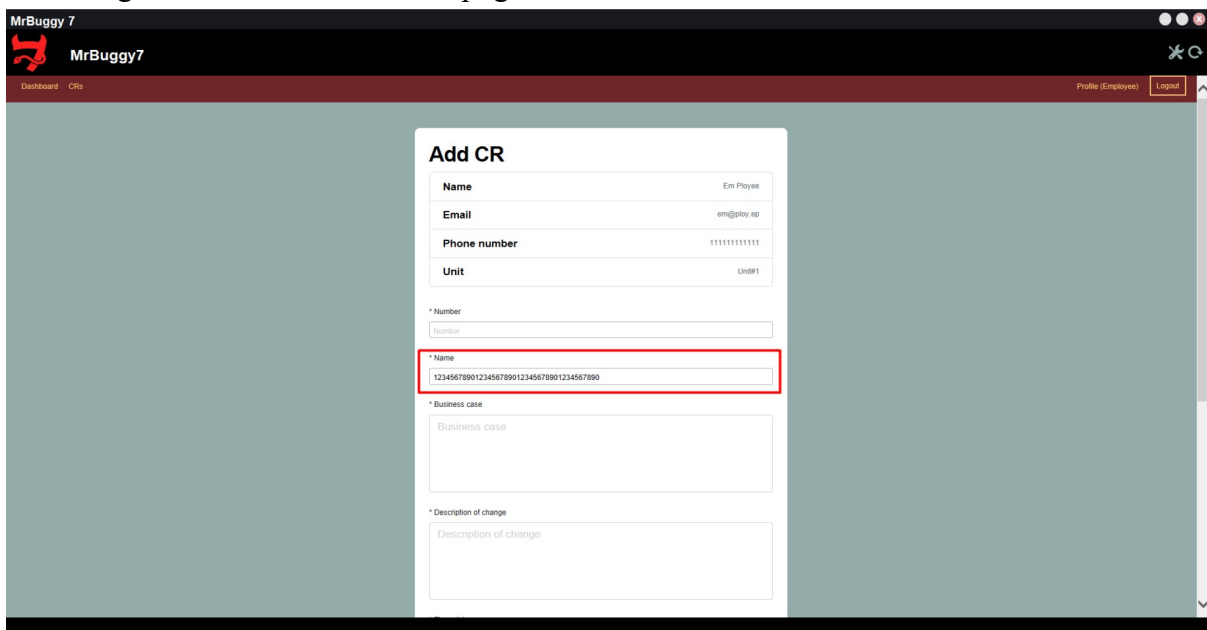 MrBuggy 7
MrBuggy7
Dashboard CRs Profile (Employee) Logout
Add CR
Name Em Ployee
Email em@ploy.ep
Phone number 111111111111
Unit Unit#1
* Number
Number
* Name
1234567890123456789012345678901234567890
* Business case
Business case
* Description of change
Description of change